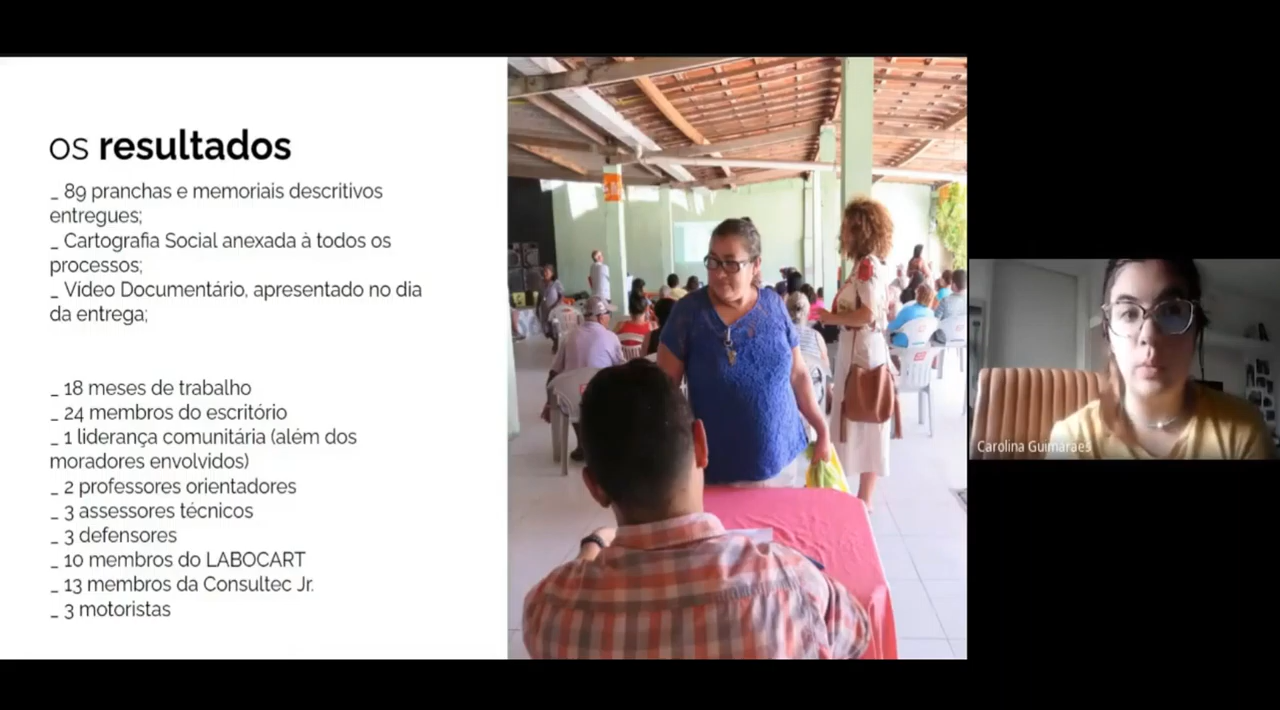 os resultados
_ 89 pranchas e memoriais descritivos
entregues;
_ Cartografia Social anexada à todos os
processos;
_ Vídeo Documentário, apresentado no dia
da entrega;
_ 18 meses de trabalho
_ 24 membros do escritório
_ 1 liderança comunitária (além dos
moradores envolvidos)
_ 2 professores orientadores
_ 3 assessores técnicos
_ 3 defensores
_ 10 membros do LABOCART
_ 13 membros da Consultec Jr.
_ 3 motoristas
Carolina Guimarães